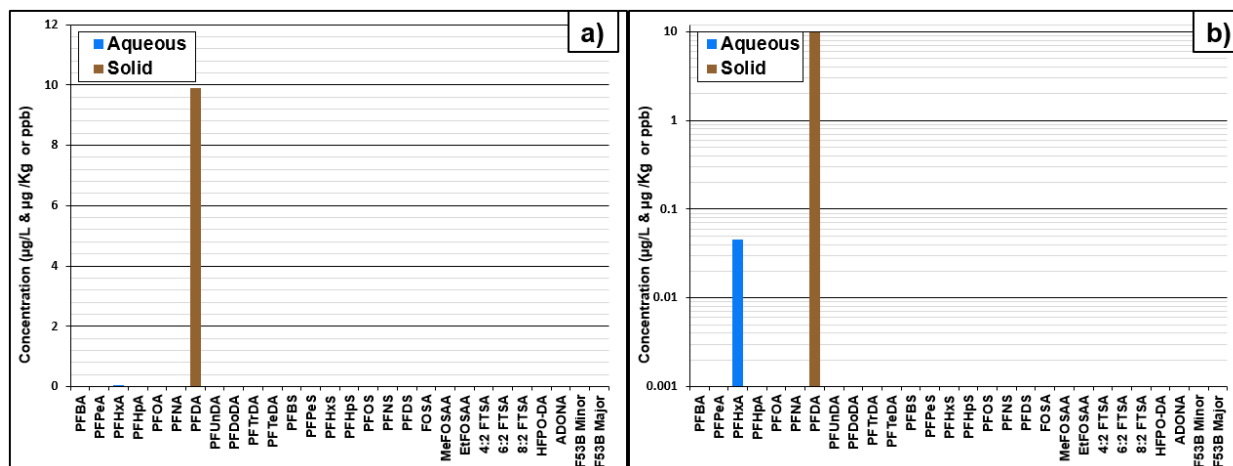 a)
Aqueous
Solid
Concentration (µg/L & µg /Kg or ppb)
12
10
8
6
4
2
0
PFBA
PFPeA
PFHxA
PFHpA
PFOA
PFNA
PFDA
PFUnDA
PFDoDA
PFTrDA
PFTeDA
PFBS
PFPeS
PFHxS
PFHpS
PFOS
PFNS
PFDS
FOSA
MeFOSAA
EtFOSAA
4:2 FTSA
6:2 FTSA
8:2 FTSA
HFPO-DA
ADONA
F53B Minor
F53B Major
b)
Aqueous
Solid
Concentration (µg/L & µg /Kg or ppb)
10
1
0.1
0.01
0.001
PFBA
PFPeA
PFHxA
PFHpA
PFOA
PFNA
PFDA
PFUnDA
PFDoDA
PFTrDA
PFTeDA
PFBS
PFPeS
PFHxS
PFHpS
PFOS
PFNS
PFDS
FOSA
MeFOSAA
EtFOSAA
4:2 FTSA
6:2 FTSA
8:2 FTSA
HFPO-DA
ADONA
F53B Minor
F53B Major